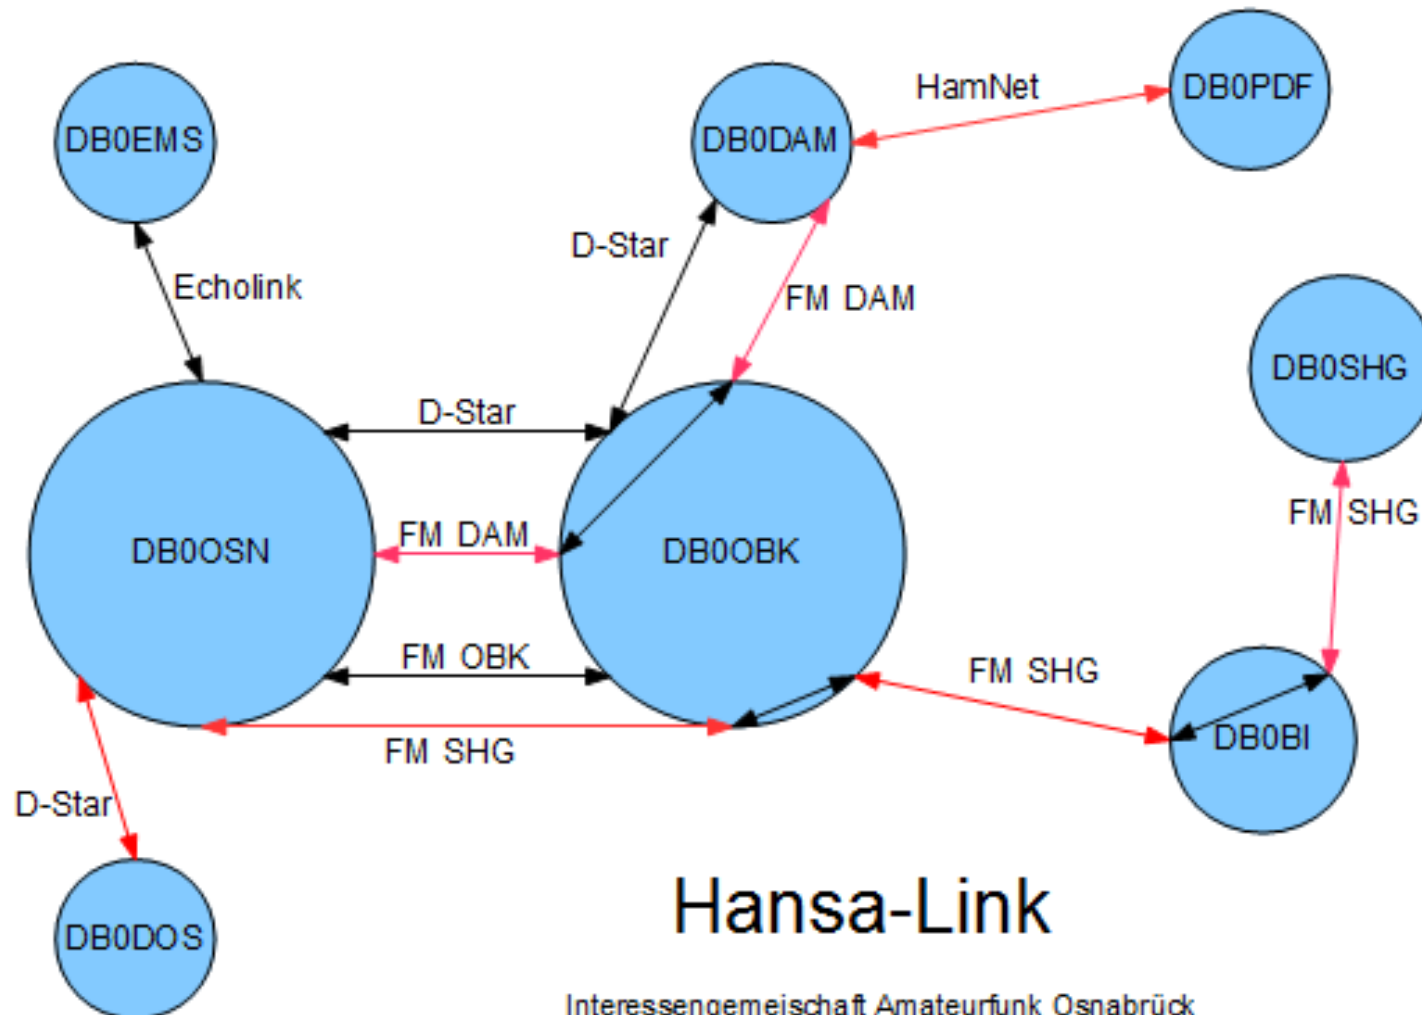 HamNet
DB0PDF
DB0EMS
DB0DAM
D-Star
Echolink
FM DAM
DB0SHG
D-Star
FM SHG
FM DAM
DB0OSN
DB0OBK
FM OBK
FM SHG
DB0BI
FM SHG
D-Star
Hansa-Link
DB0DOS
Interessengemeischaft Amateurfunk Osnabrück